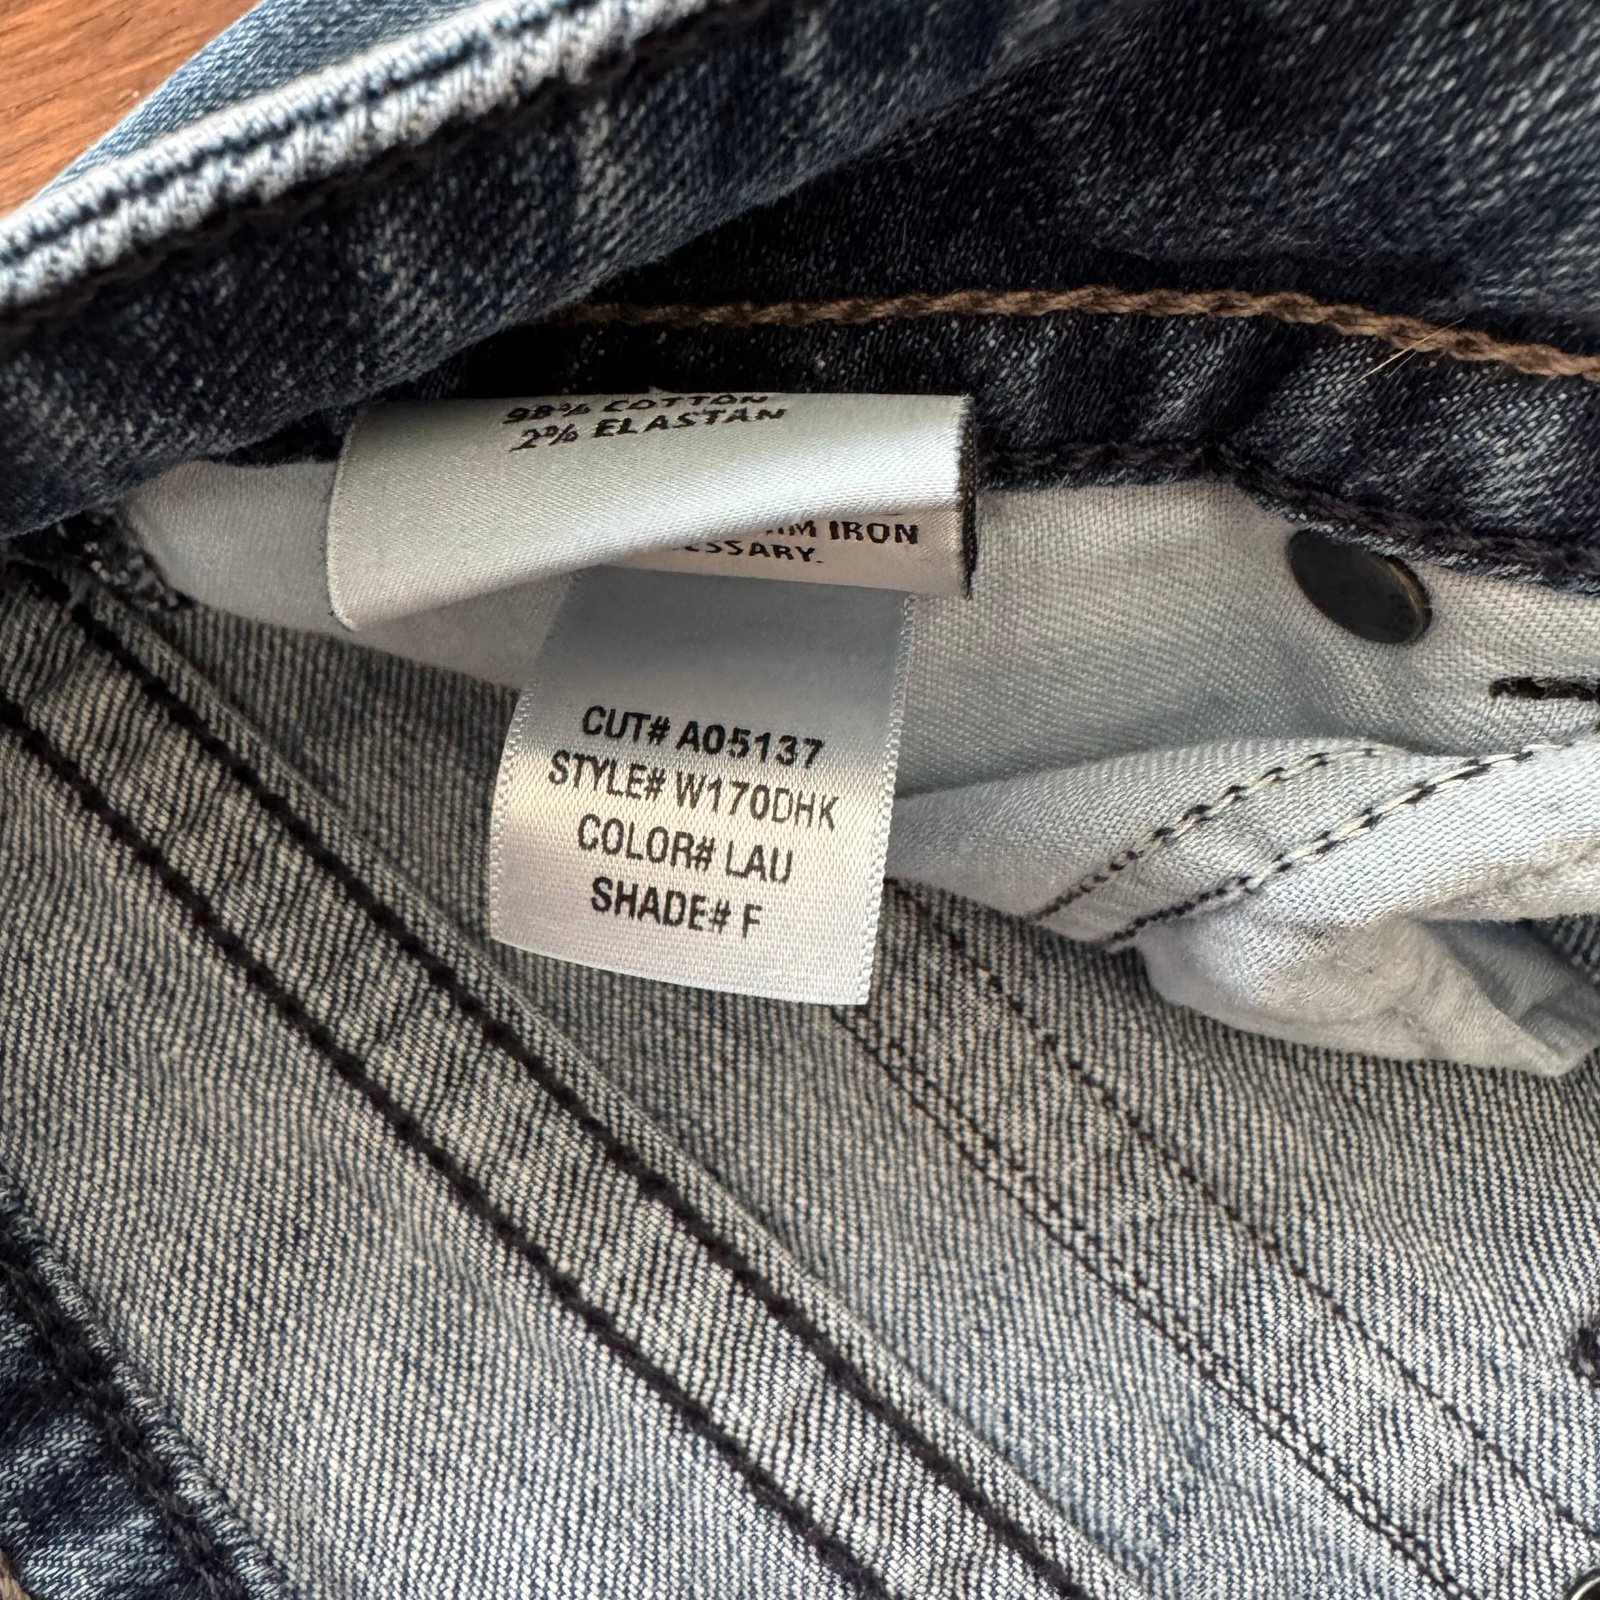 98% COTTON
2% ELASTAN
IRON
CUT# A05137
STYLE# W170DHK
COLOR# LAU
SHADE# F